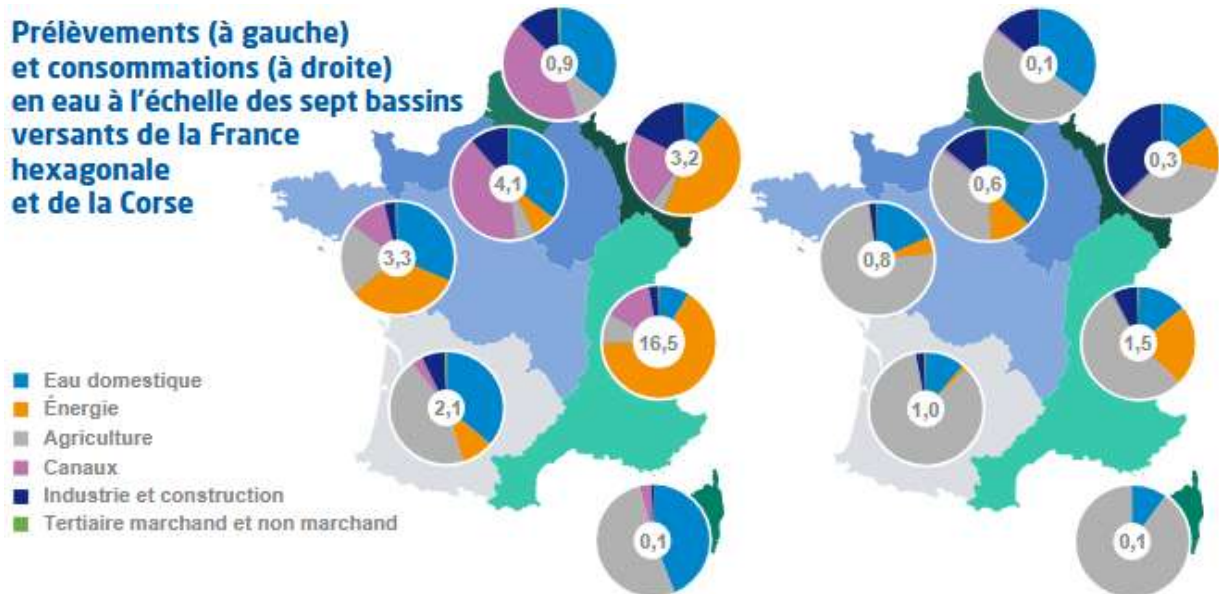 Prélèvements (à gauche)
et consommations (à droite)
en eau à l'échelle des sept bassins
versants de la France
hexagonale
et de la Corse
0,9
3,2
4,1
3,3
16,5
2,1
0,1
0,1
0,3
0,6
0,8
1,5
1,0
0,1
Eau domestique
Énergie
Agriculture
Canaux
Industrie et construction
Tertiaire marchand et non marchand